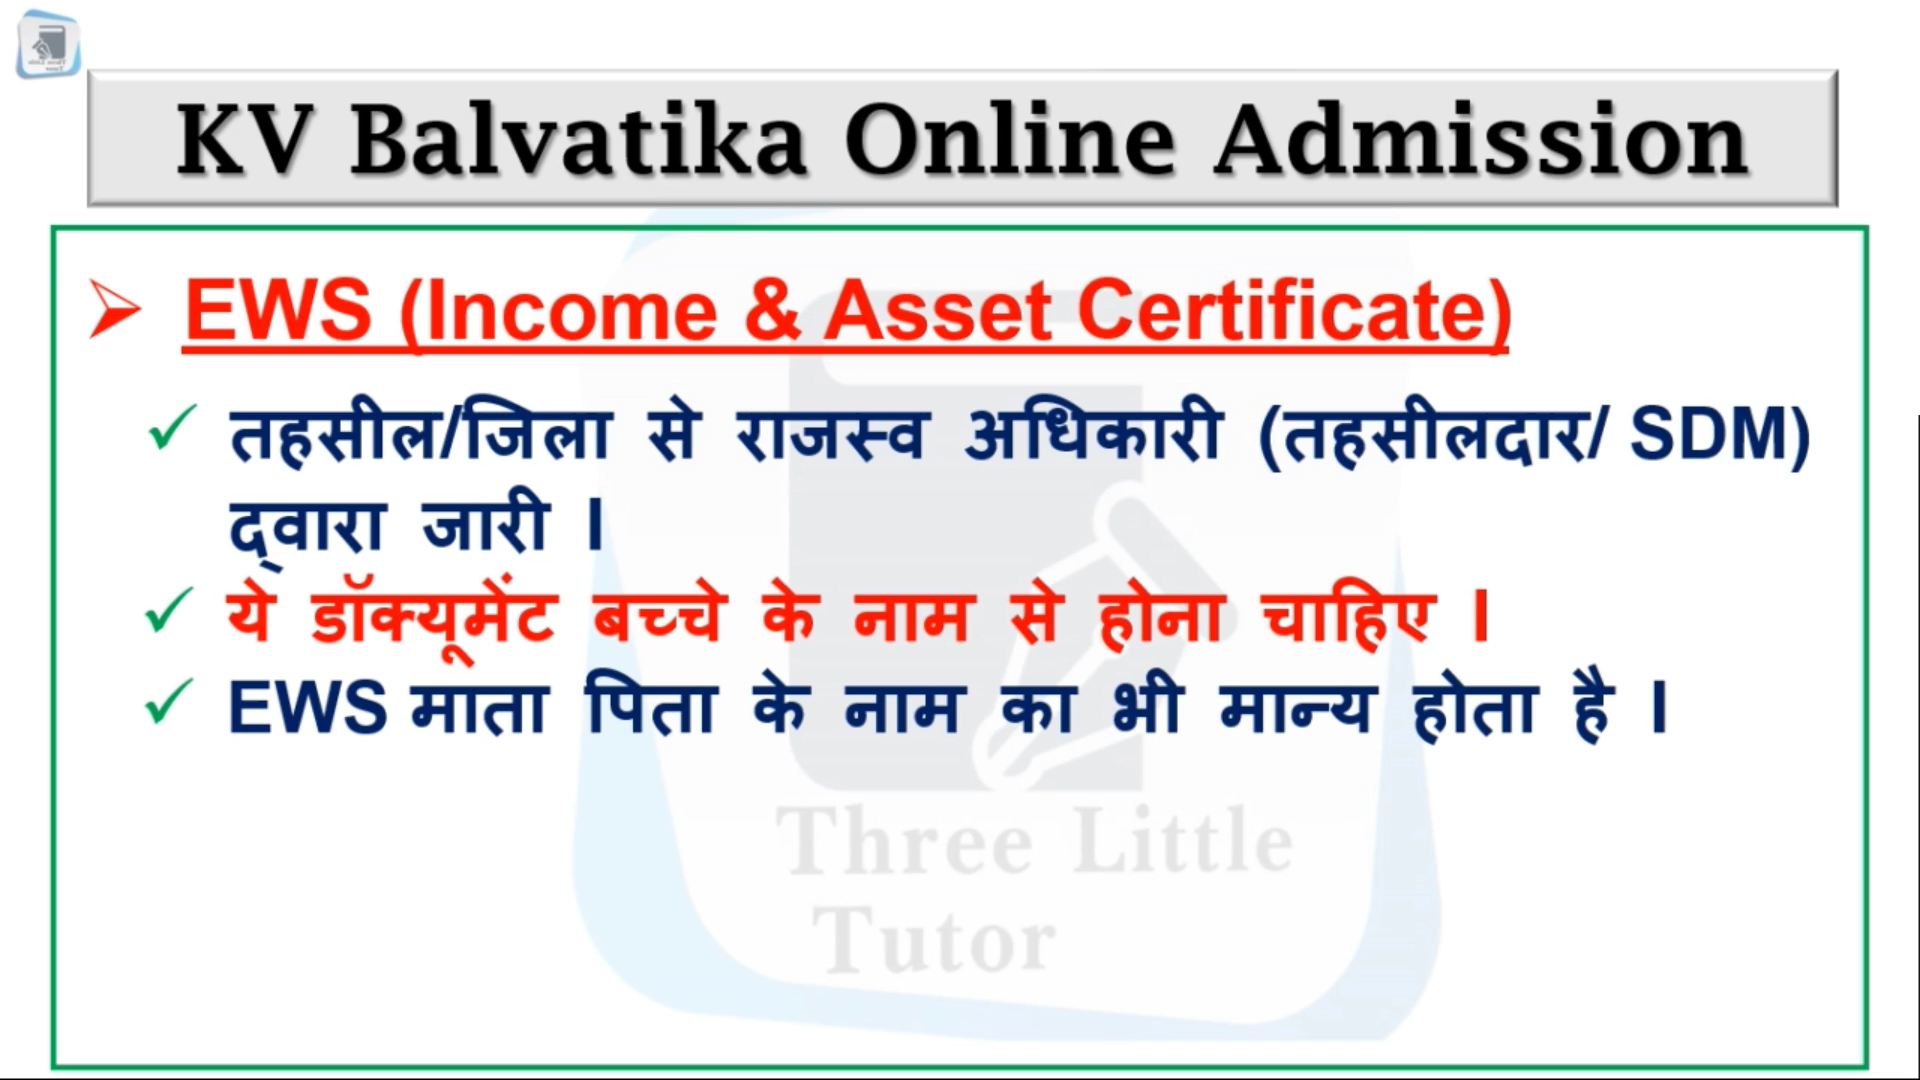 KV Balvatika Online Admission
EWS (Income & Asset Certificate)
तहसील/जिला से राजस्व अधिकारी (तहसीलदार/ SDM)
द्वारा जारी ।
ये डॉक्यूमेंट बच्चे के नाम से होना चाहिए ।
EWS माता पिता के नाम का भी मान्य होता है ।
Three Little
Tutor